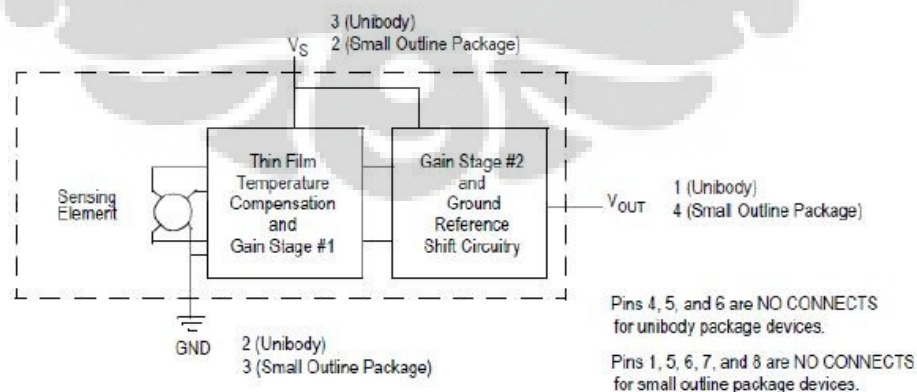 3 (Unibody)
VS 2 (Small Outline Package)
Sensing
Element
Thin Film
Temperature
Compensation
and
Gain Stage #1
Gain Stage #2
and
Ground
Reference
Shift Circuitry
VOUT
1 (Unibody)
4 (Small Outline Package)
GND
2 (Unibody)
3 (Small Outline Package)
Pins 4, 5, and 6 are NO CONNECTS
for unibody package devices.
Pins 1, 5, 6, 7, and 8 are NO CONNECTS
for small outline package devices.